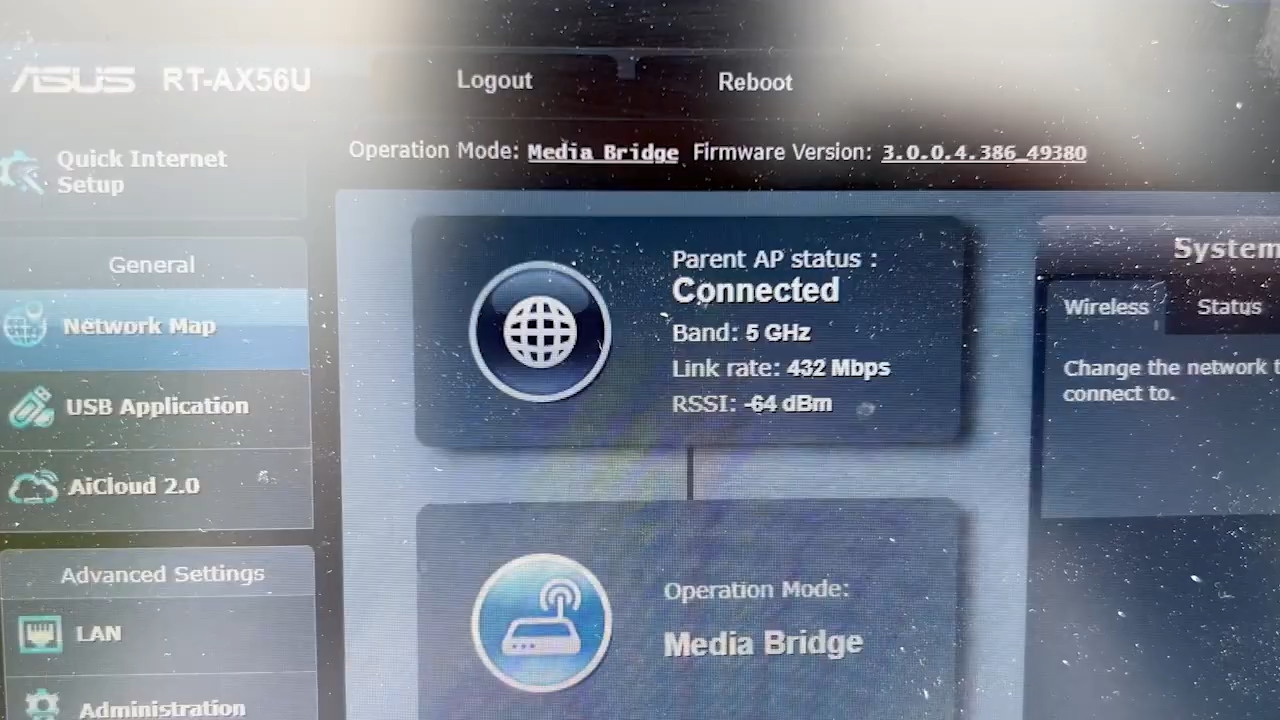 ASUS RT-AX56U Logout Reboot
Operation Mode: Media Bridge Firmware Version: 3.0.0.4.386_49380
Quick Internet
Setup
General
Network Map
USB Application
AiCloud 2.0
Advanced Settings
LAN
Administration
Parent AP status :
Connected
Band: 5 GHz
Link rate: 432 Mbps
RSSI: -64 dBm
Operation Mode:
Media Bridge
System
Wireless Status
Change the network
connect to.